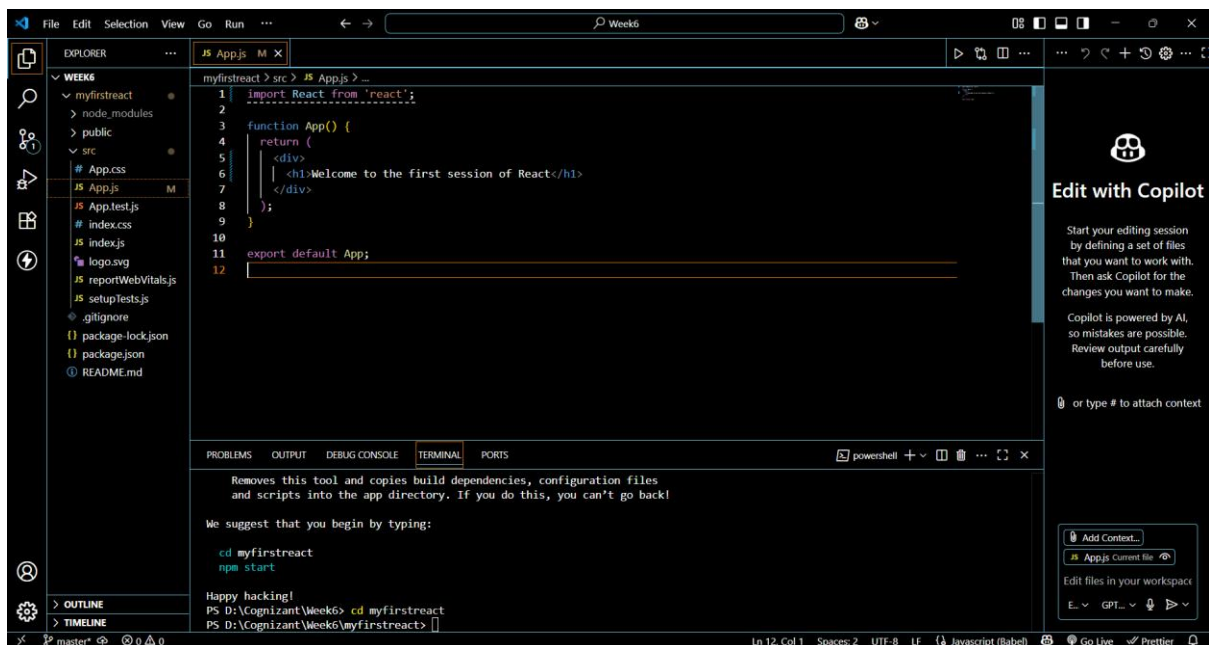 File Edit Selection View Go Run ... Week6
EXPLORER ...
WEEK6
myfirstreact
node_modules
public
src
# App.css
JS App.js M
JS App.test.js
# index.css
JS index.js
logo.svg
JS reportWebVitals.js
JS setupTests.js
.gitignore
{} package-lock.json
{} package.json
README.md
OUTLINE
TIMELINE
JS App.js M
myfirstreact > src > JS App.js > ...
1 import React from 'react';
2
3 function App() {
4 return (
5 <div>
6 <h1>Welcome to the first session of React</h1>
7 </div>
8 );
9 }
10
11 export default App;
12
PROBLEMS OUTPUT DEBUG CONSOLE TERMINAL PORTS powershell
Removes this tool and copies build dependencies, configuration files
and scripts into the app directory. If you do this, you can’t go back!
We suggest that you begin by typing:
cd myfirstreact
npm start
Happy hacking!
PS D:\Cognizant\Week6> cd myfirstreact
PS D:\Cognizant\Week6\myfirstreact>
Edit with Copilot
Start your editing session
by defining a set of files
that you want to work with.
Then ask Copilot for the
changes you want to make.
Copilot is powered by AI,
so mistakes are possible.
Review output carefully
before use.
or type # to attach context
Add Context...
JS App.js Current file
Edit files in your workspace
E... GPT...
1
master* 0 0 Ln 12, Col 1 Spaces: 2 UTF-8 LF {} Javascript (Babel) Go Live Prettier